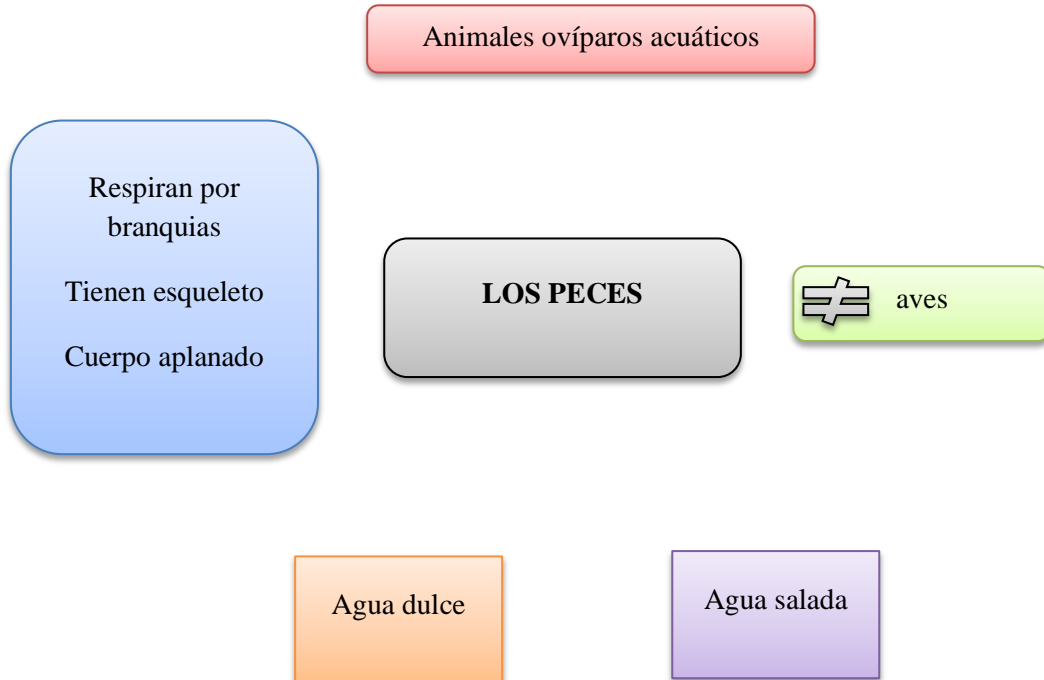 Animales ovíparos acuáticos
Respiran por
branquias
Tienen esqueleto
Cuerpo aplanado
LOS PECES
≠ aves
Agua dulce
Agua salada